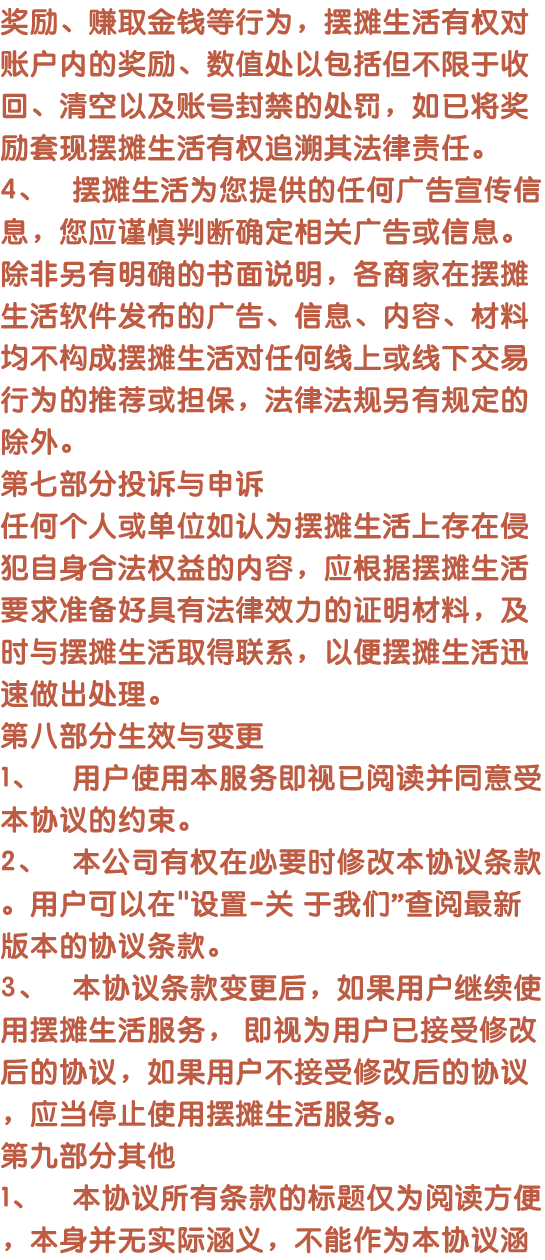 奖励、赚取金钱等行为，摆摊生活有权对
账户内的奖励、数值处以包括但不限于收
回、清空以及账号封禁的处罚，如已将奖
励套现摆摊生活有权追溯其法律责任。
4、 摆摊生活为您提供的任何广告宣传信
息，您应谨慎判断确定相关广告或信息。
除非另有明确的书面说明，各商家在摆摊
生活软件发布的广告、信息、内容、材料
均不构成摆摊生活对任何线上或线下交易
行为的推荐或担保，法律法规另有规定的
除外。
第七部分投诉与申诉
任何个人或单位如认为摆摊生活上存在侵
犯自身合法权益的内容，应根据摆摊生活
要求准备好具有法律效力的证明材料，及
时与摆摊生活取得联系，以便摆摊生活迅
速做出处理。
第八部分生效与变更
1、 用户使用本服务即视已阅读并同意受
本协议的约束。
2、 本公司有权在必要时修改本协议条款
。用户可以在"设置-关 于我们”查阅最新
版本的协议条款。
3、 本协议条款变更后，如果用户继续使
用摆摊生活服务， 即视为用户已接受修改
后的协议，如果用户不接受修改后的协议
，应当停止使用摆摊生活服务。
第九部分其他
1、 本协议所有条款的标题仅为阅读方便
，本身并无实际涵义，不能作为本协议涵